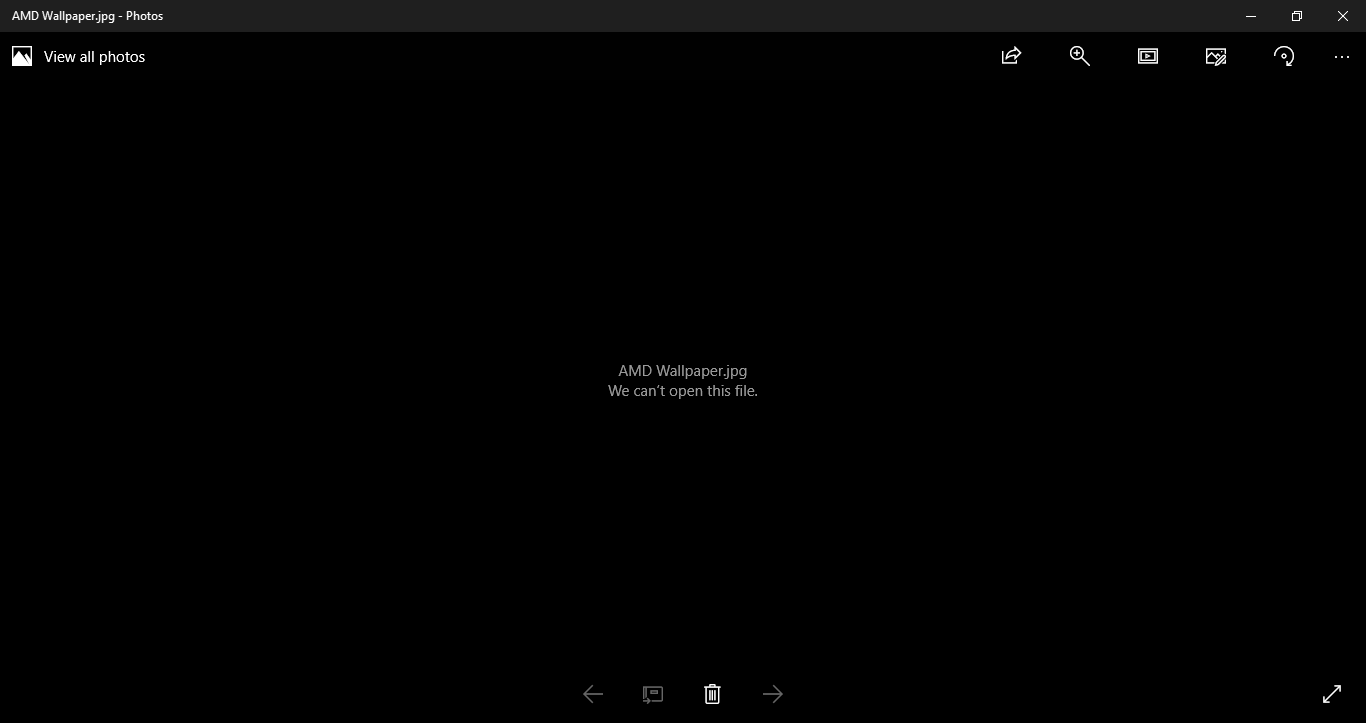 AMD Wallpaper.jpg - Photos
View all photos
AMD Wallpaper.jpg
We can't open this file.